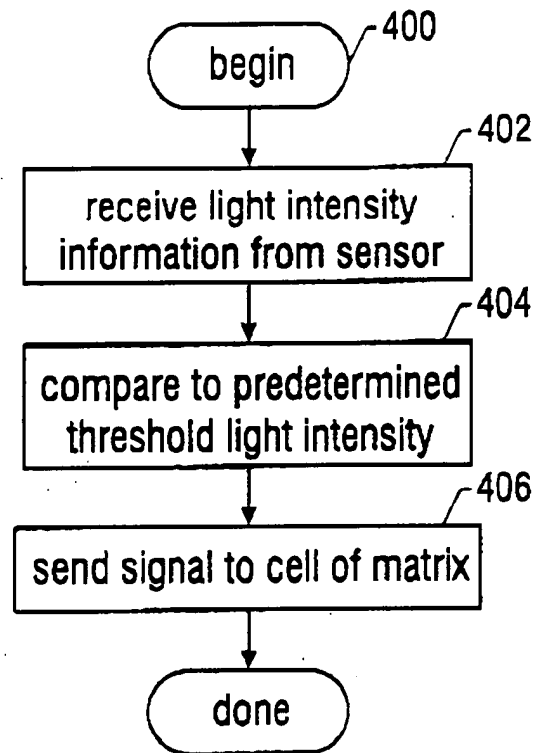 400
begin
402
receive light intensity
information from sensor
404
compare to predetermined
threshold light intensity
406
send signal to cell of matrix
done